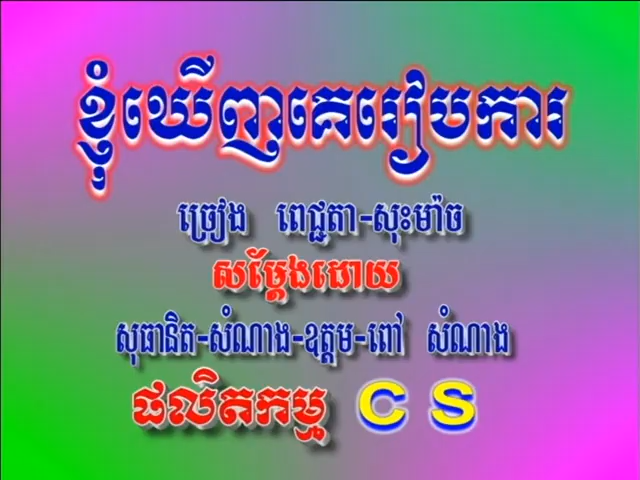 ខ្ញុំឃើញគេរៀបការ
ច្រៀង ពេជ្ជតា-សុះម៉ាច
សម្ដែងដោយ
សុធានិត-សំណាង-ឧត្តម-ពៅ សំណាង
ផលិតកម្ម C S